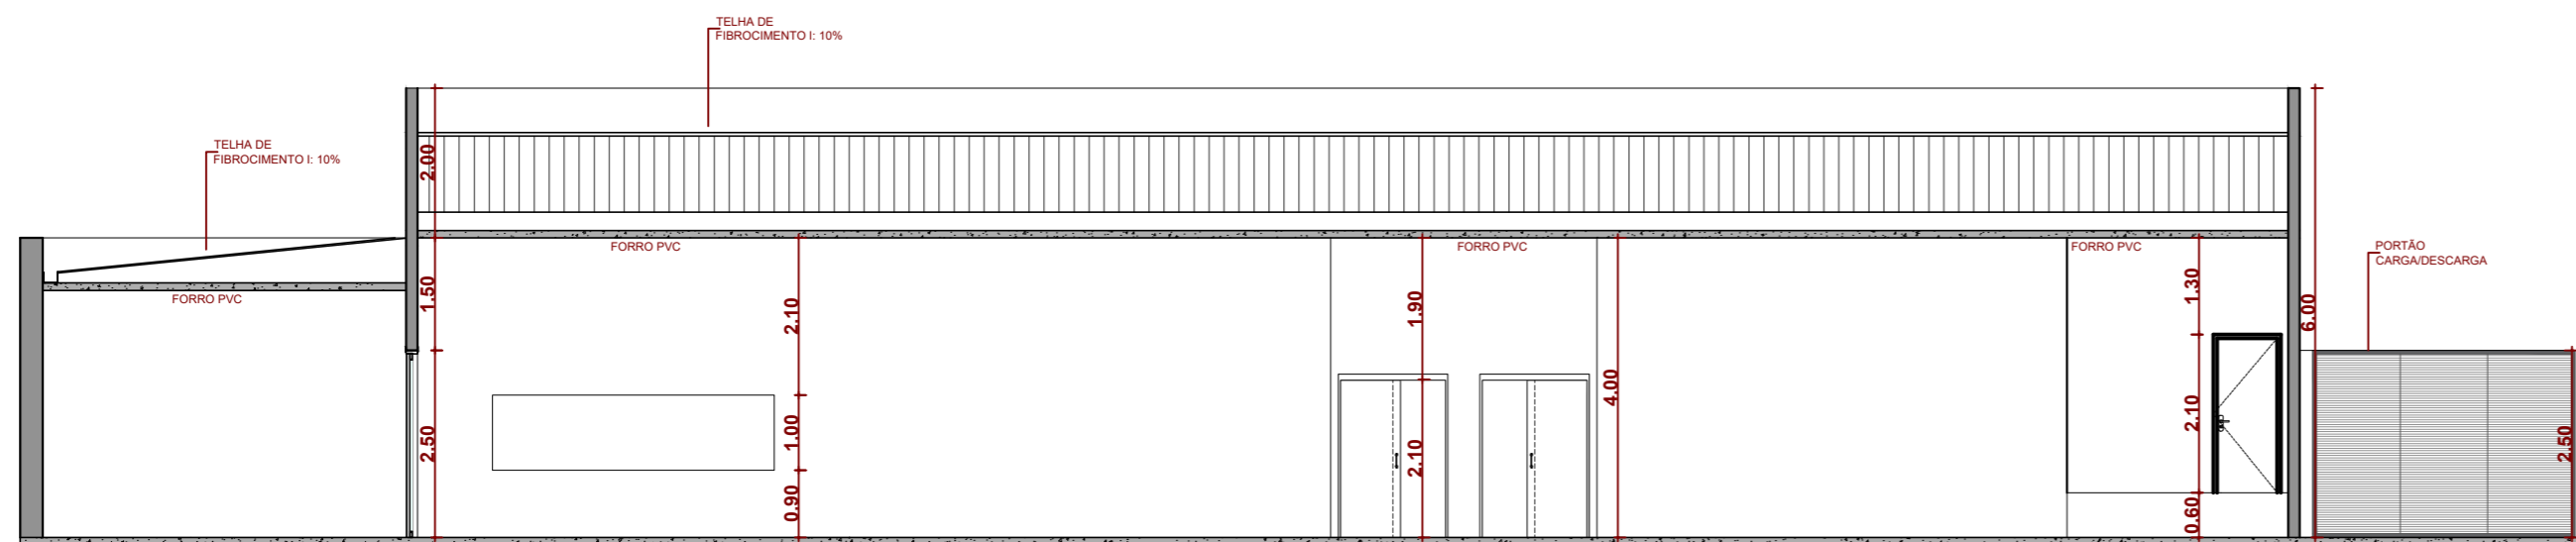 TELHA DE
FIBROCIMENTO I: 10%
TELHA DE
FIBROCIMENTO I: 10%
2.00
FORRO PVC
FORRO PVC
FORRO PVC
PORTÃO
CARGA/DESCARGA
FORRO PVC
1.50
2.10
1.90
1.30
6.00
4.00
2.50
1.00
0.90
2.10
2.10
0.60
2.50